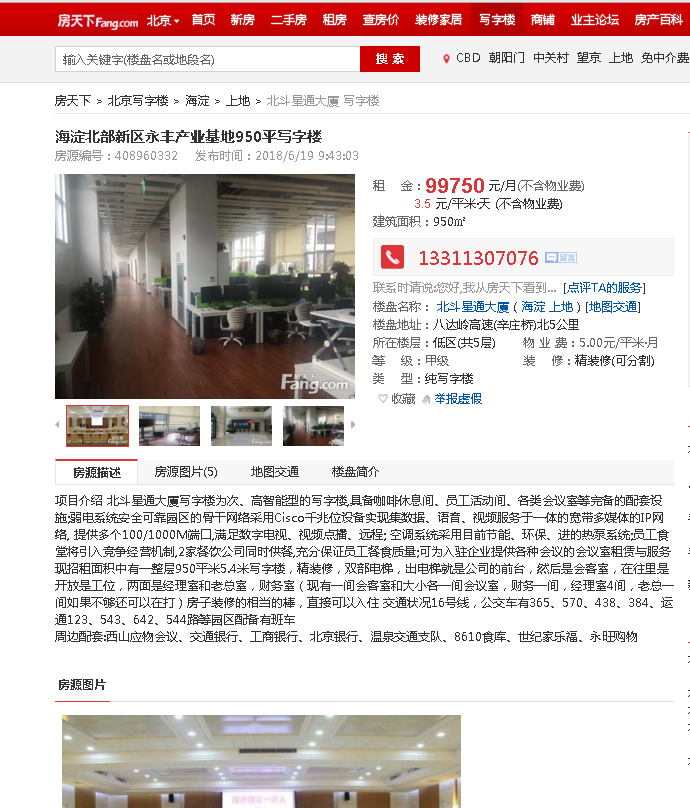 房天下Fang.com 北京 首页 新房 二手房 租房 查房价 装修家居 写字楼 商铺 业主论坛 房产百科
输入关键字(楼盘名或地段名) 搜索 CBD 朝阳门 中关村 望京 上地 免中介费
房天下 > 北京写字楼 > 海淀 > 上地 > 北斗星通大厦 写字楼
海淀北部新区永丰产业基地950平写字楼
房源编号：408960332 发布时间：2018/6/19 9:43:03
租 金：99750 元/月(不含物业费)
3.5 元/平米·天 (不含物业费)
建筑面积：950㎡
13311307076 留言
联系时请说:您好,我从房天下看到... [点评TA的服务]
楼盘名称： 北斗星通大厦 ( 海淀 上地 ) [地图交通]
楼盘地址：八达岭高速(辛庄桥)北5公里
所在楼层：低区(共5层) 物 业 费：5.00元/平米·月
等 级：甲级 装 修：精装修(可分割)
类 型：纯写字楼
收藏 举报虚假
Fang.com
房源描述 房源图片(5) 地图交通 楼盘简介
项目介绍 北斗星通大厦写字楼为次、高智能型的写字楼,具备咖啡休息间、员工活动间、各类会议室等完备的配套设
施;弱电系统安全可靠园区的骨干网络采用Cisco千兆位设备实现集数据、语音、视频服务于一体的宽带多媒体的IP网
络, 提供多个100/1000M端口,满足数字电视、视频点播、远程; 空调系统采用目前节能、环保、进的热泵系统;员工食
堂将引入竞争经营机制,2家餐饮公司同时供餐,充分保证员工餐食质量;可为入驻企业提供各种会议的会议室租赁与服务
现招租面积中有一整层950平米5.4米写字楼，精装修，双部电梯，出电梯就是公司的前台，然后是会客室，在往里是
开放是工位，两面是经理室和老总室，财务室（现有一间会客室和大小各一间会议室，财务一间，经理室4间，老总一
间如果不够还可以在打）房子装修的相当的棒，直接可以入住 交通状况16号线，公交车有365、570、438、384、运
通123、543、642、544路等园区配备有班车
周边配套:西山应物会议、交通银行、工商银行、北京银行、温泉交通支队、8610食库、世纪家乐福、永旺购物
房源图片